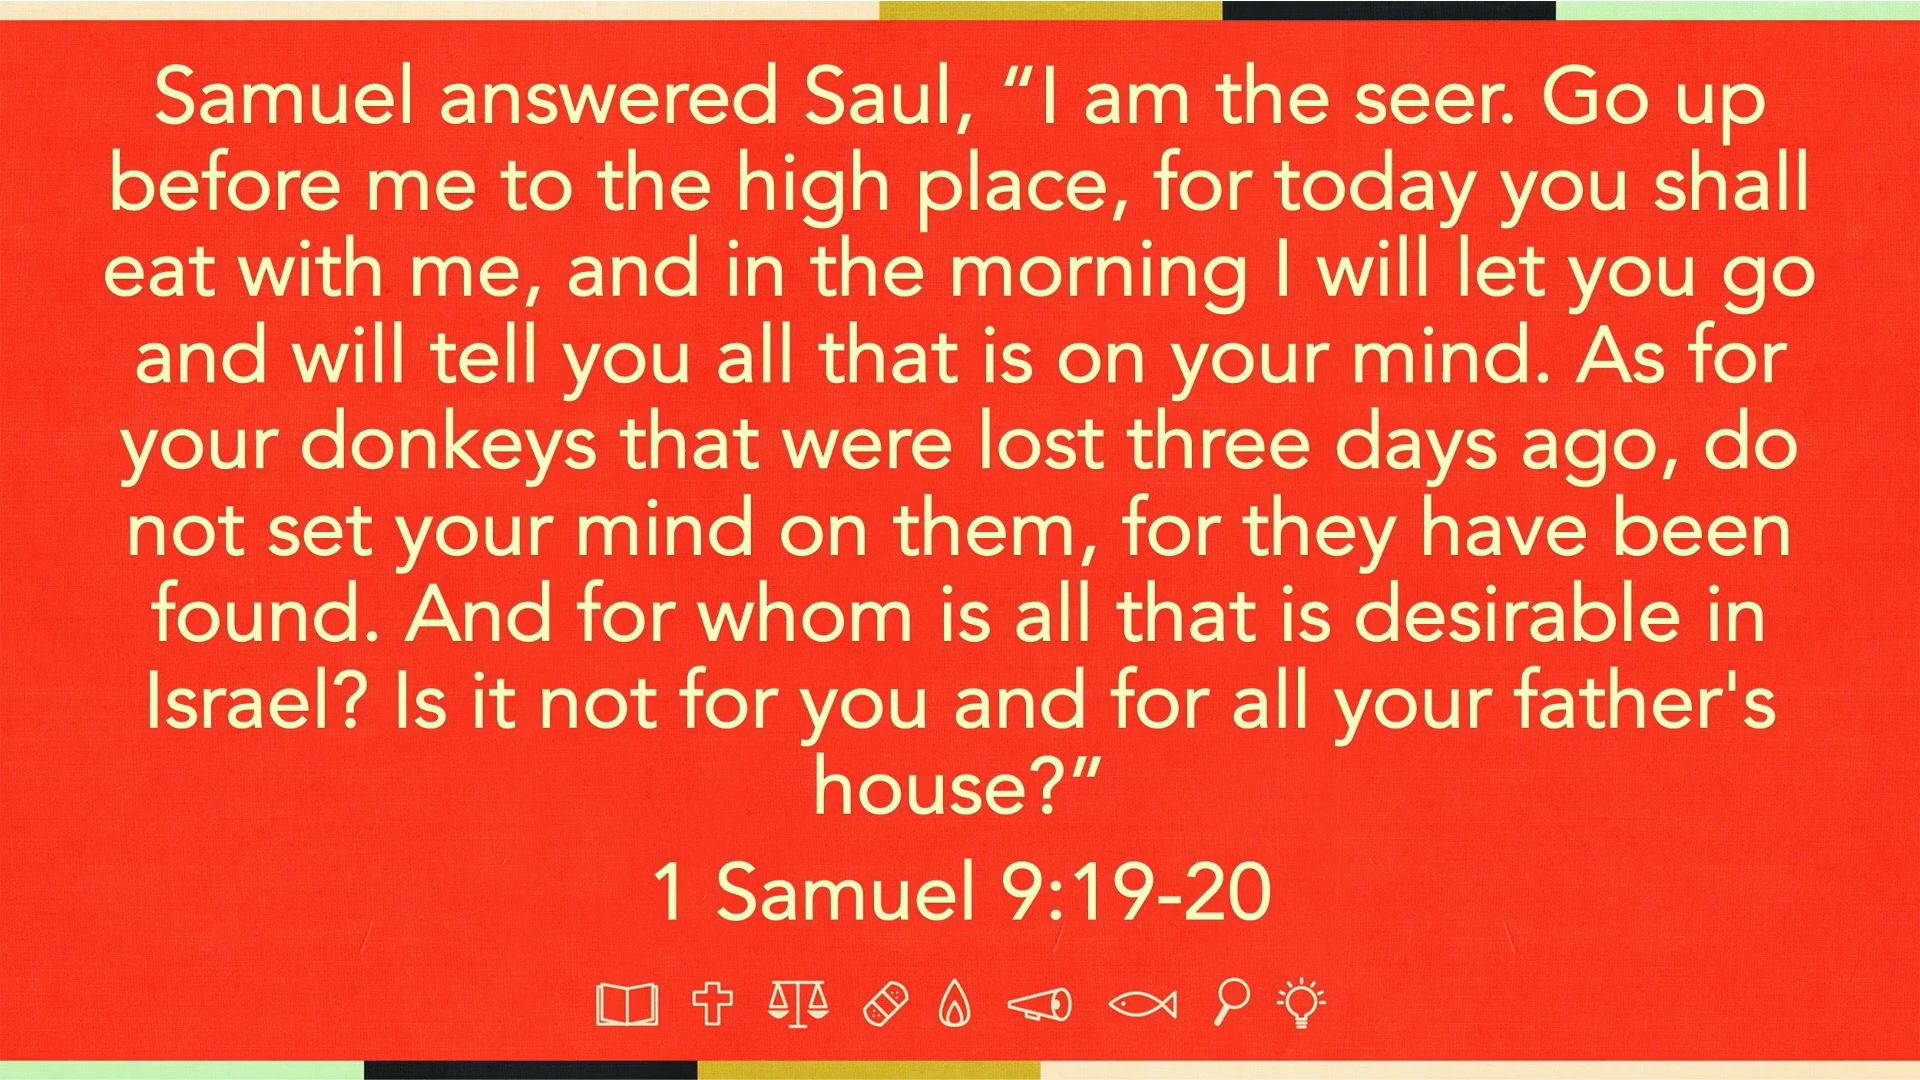 Samuel answered Saul, “I am the seer. Go up
before me to the high place, for today you shall
eat with me, and in the morning I will let you go
and will tell you all that is on your mind. As for
your donkeys that were lost three days ago, do
not set your mind on them, for they have been
found. And for whom is all that is desirable in
Israel? Is it not for you and for all your father's
house?”
1 Samuel 9:19-20